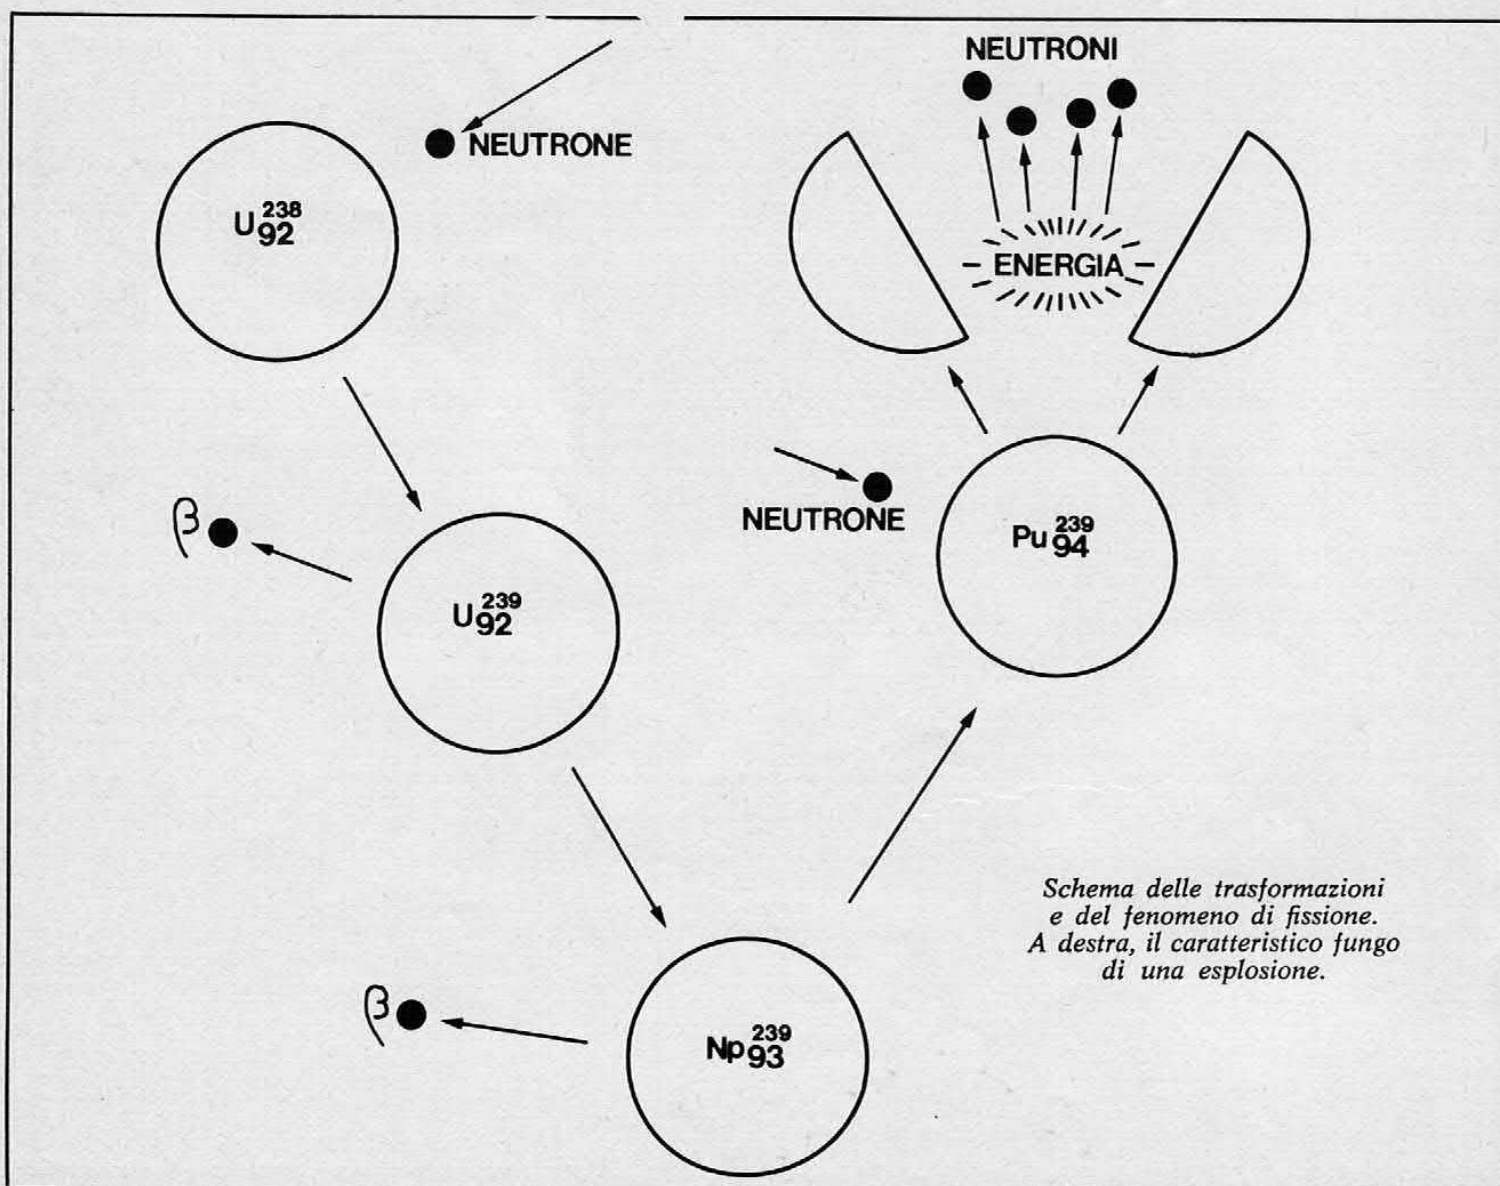 NEUTRONI
NEUTRONE
U 238 92
ENERGIA
β
NEUTRONE
Pu 239 94
U 239 92
Schema delle trasformazioni
e del fenomeno di fissione.
A destra, il caratteristico fungo
di una esplosione.
β
Np 239 93